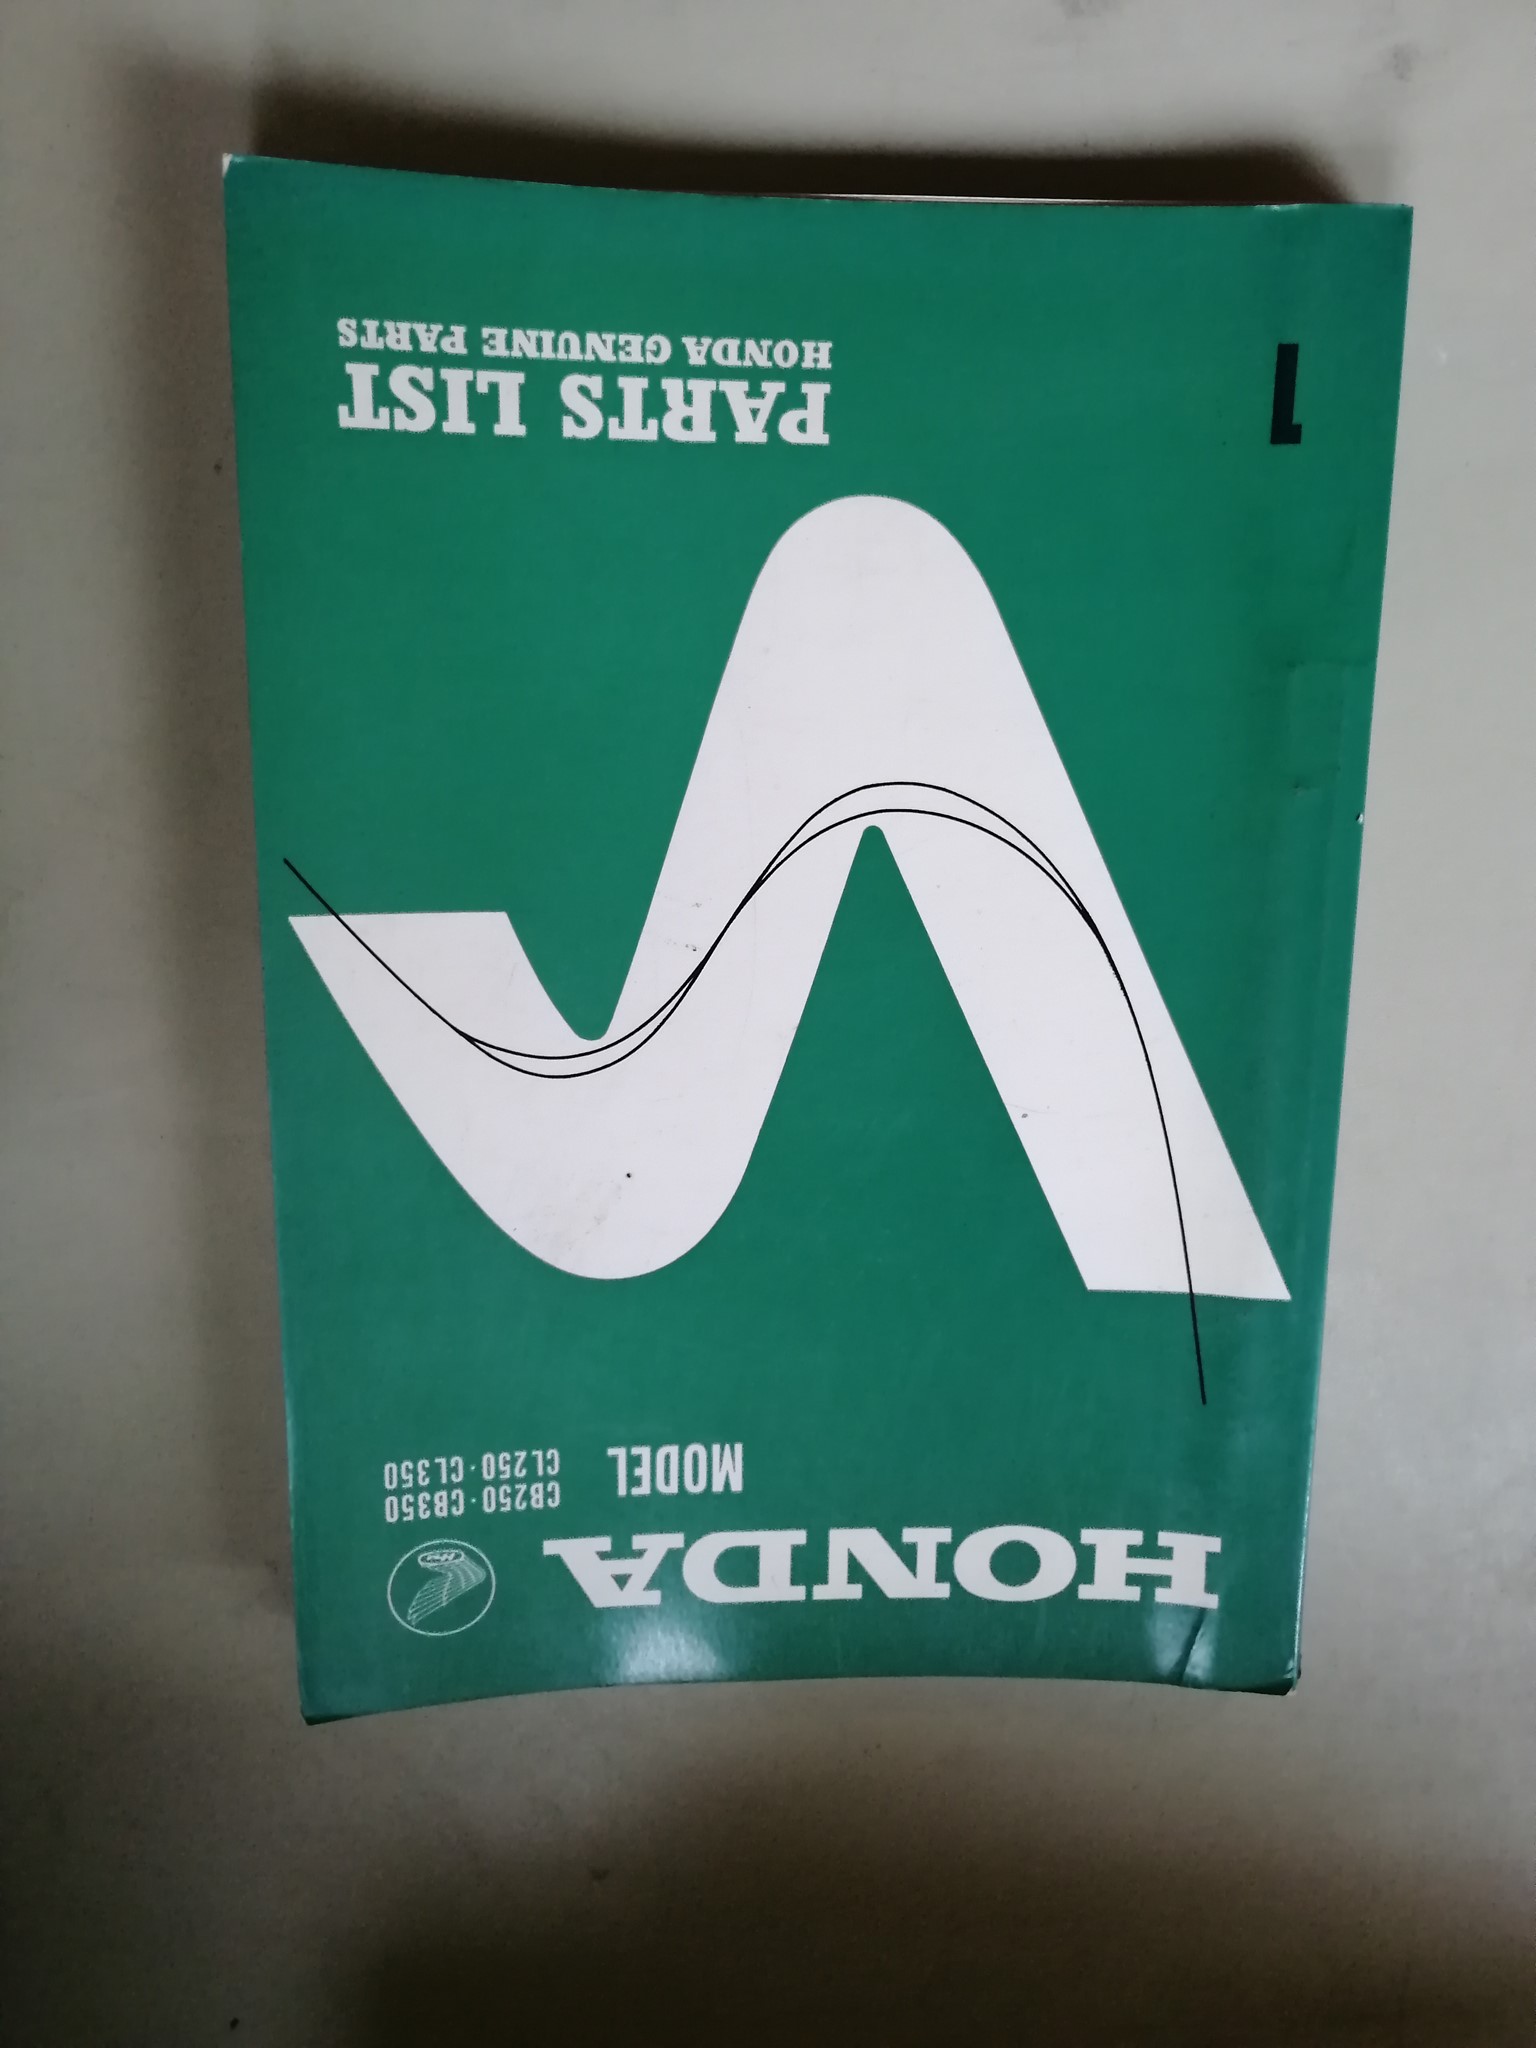 HONDA
MODEL
CB250·CB350
CL250·CL350
PARTS LIST
HONDA GENUINE PARTS
1